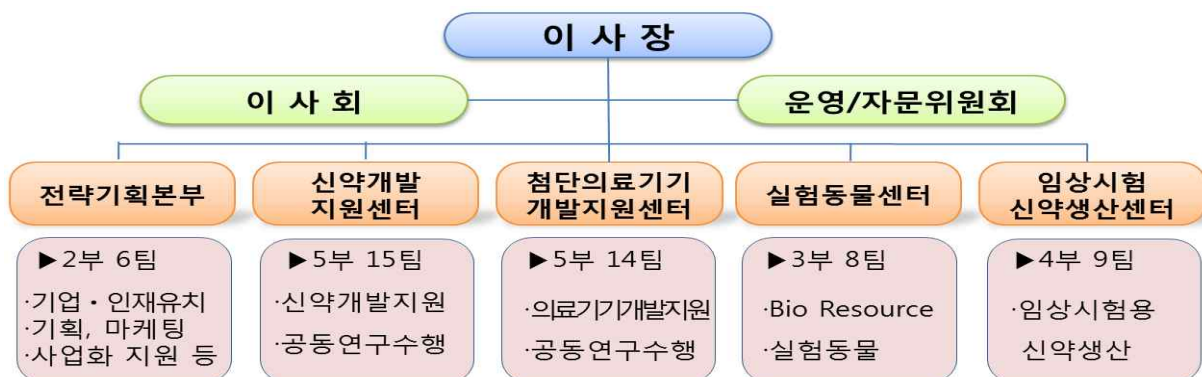 이 사 장
이 사 회
운영/자문위원회
전략기획본부
신약개발
지원센터
첨단의료기기
개발지원센터
실험동물센터
임상시험
신약생산센터
▶2부 6팀
·기업・인재유치
·기획, 마케팅
·사업화 지원 등
▶5부 15팀
·신약개발지원
·공동연구수행
▶5부 14팀
·의료기기개발지원
·공동연구수행
▶3부 8팀
·Bio Resource
·실험동물
▶4부 9팀
·임상시험용
신약생산